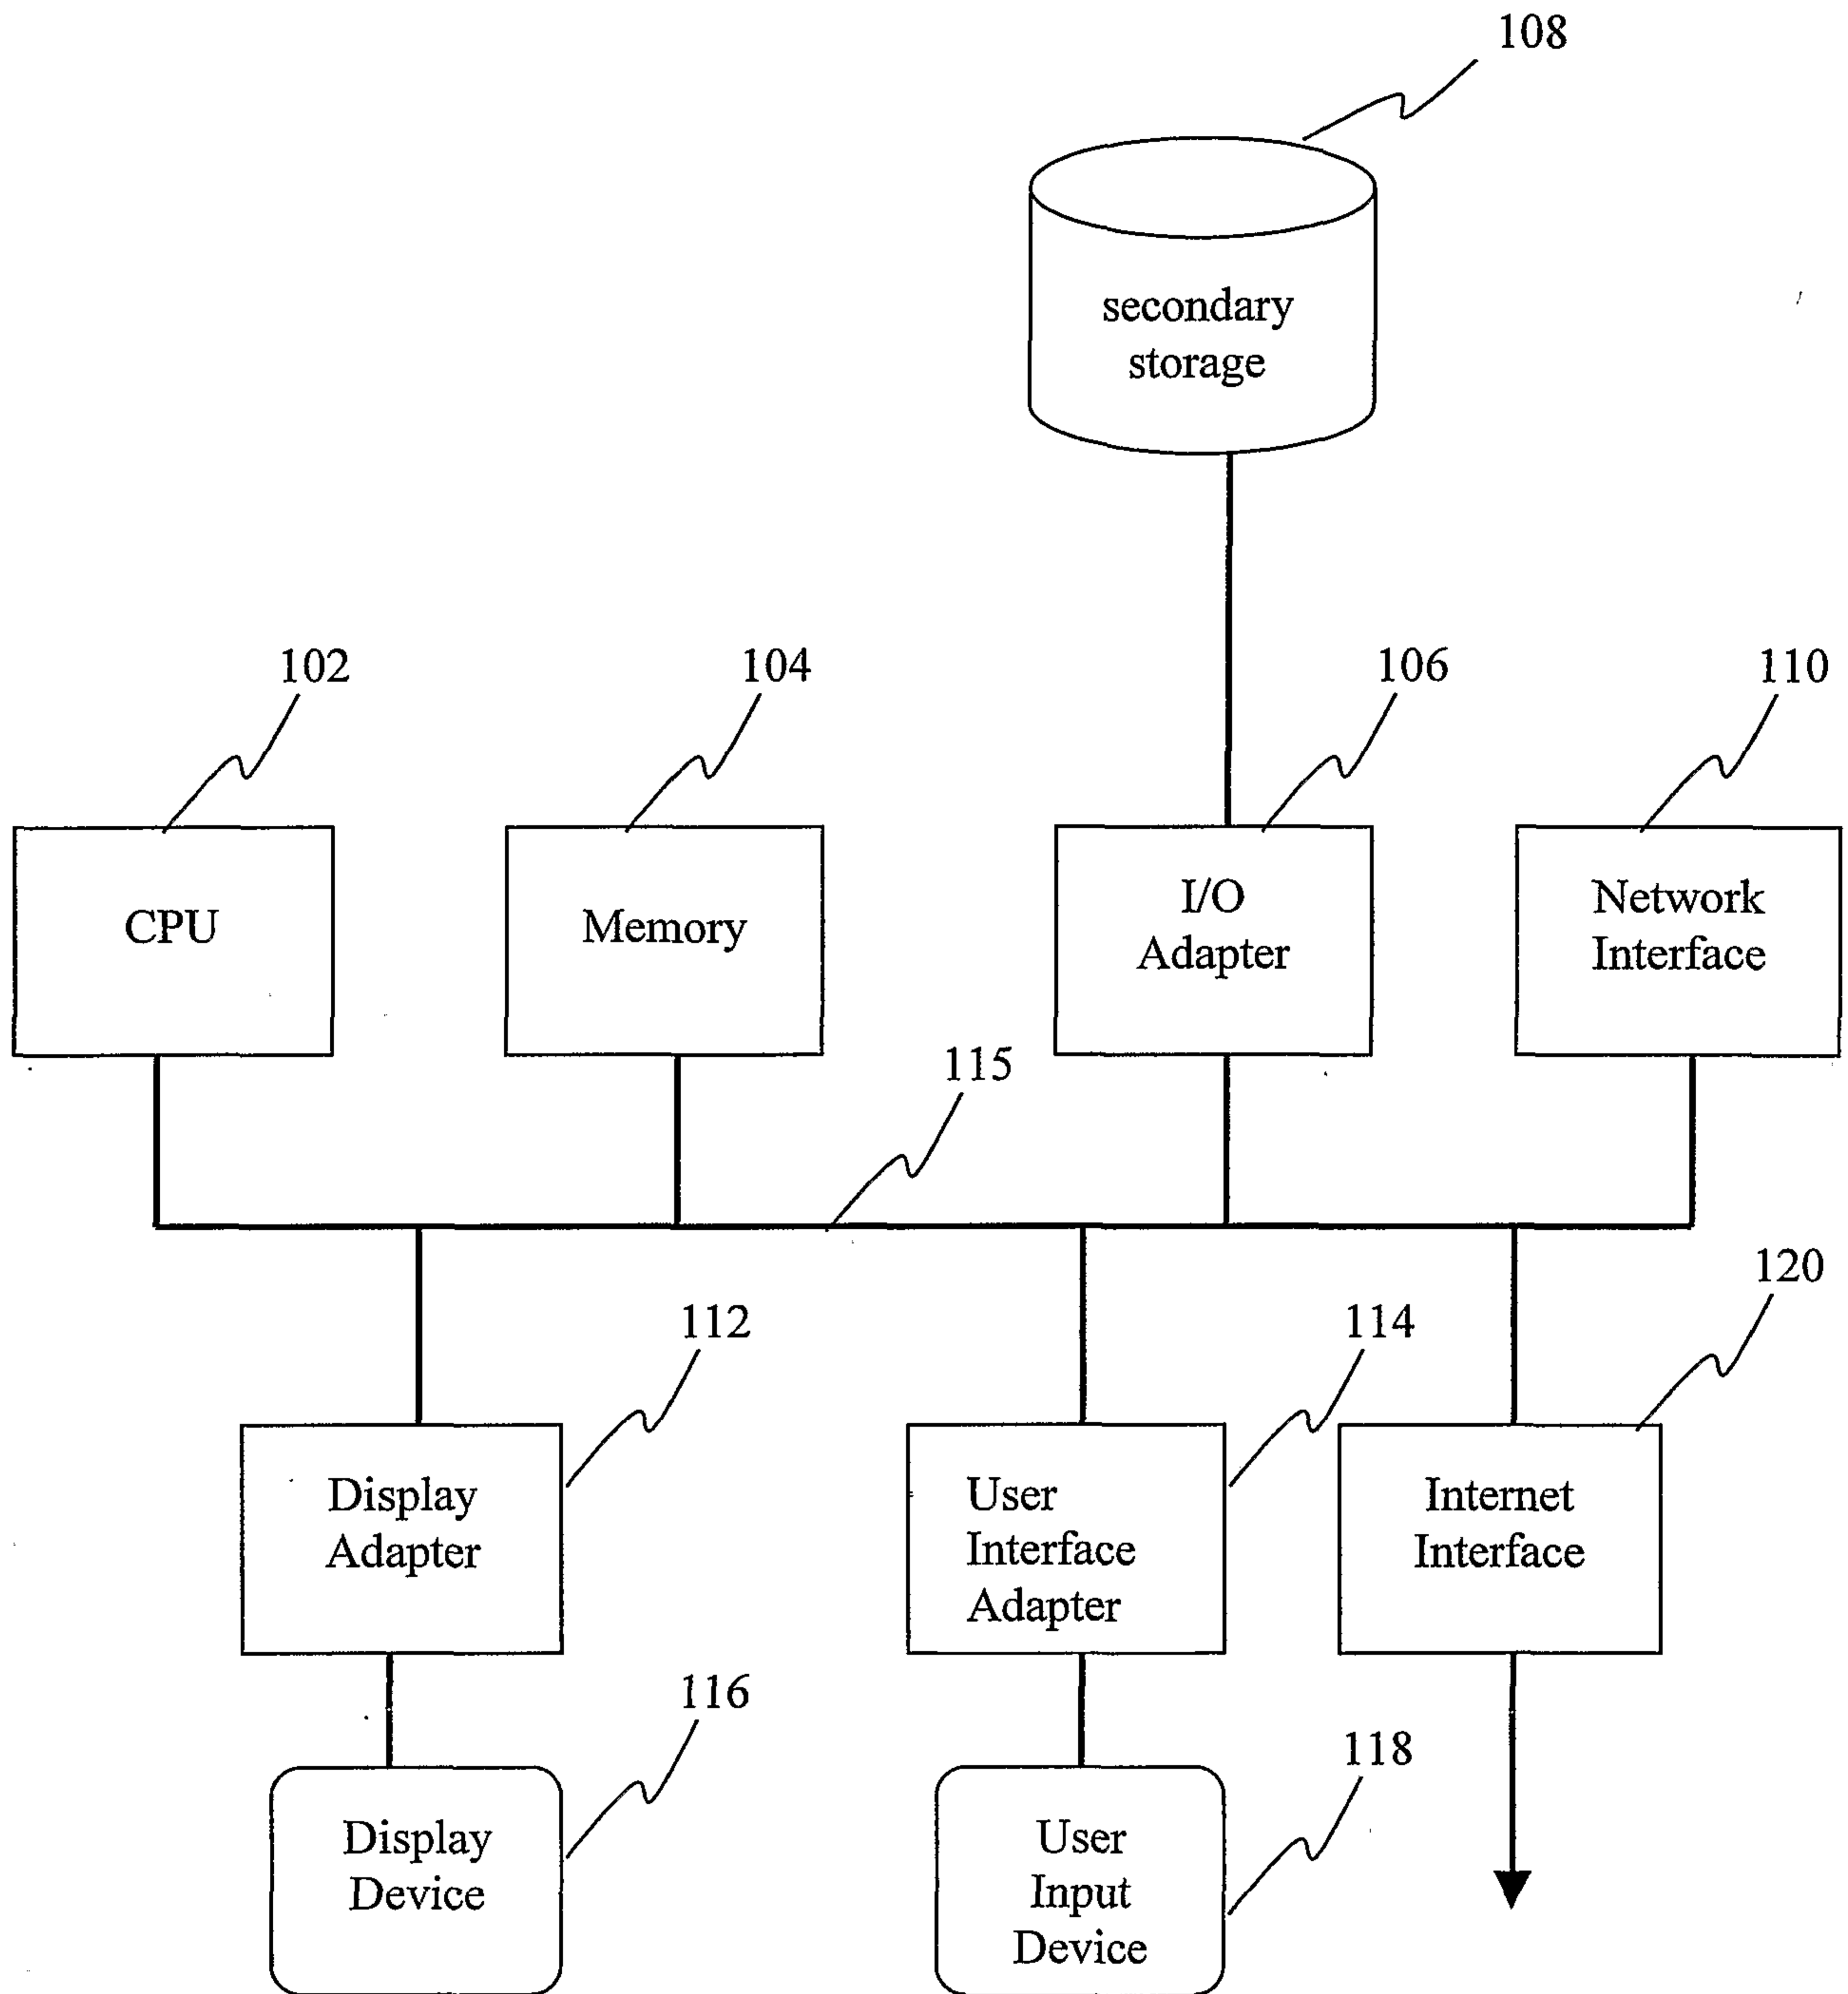 108
secondary
storage
102
104
106
110
CPU
Memory
I/O
Adapter
Network
Interface
115
120
112
114
Display
Adapter
User
Interface
Adapter
Internet
Interface
116
118
Display
Device
User
Input
Device